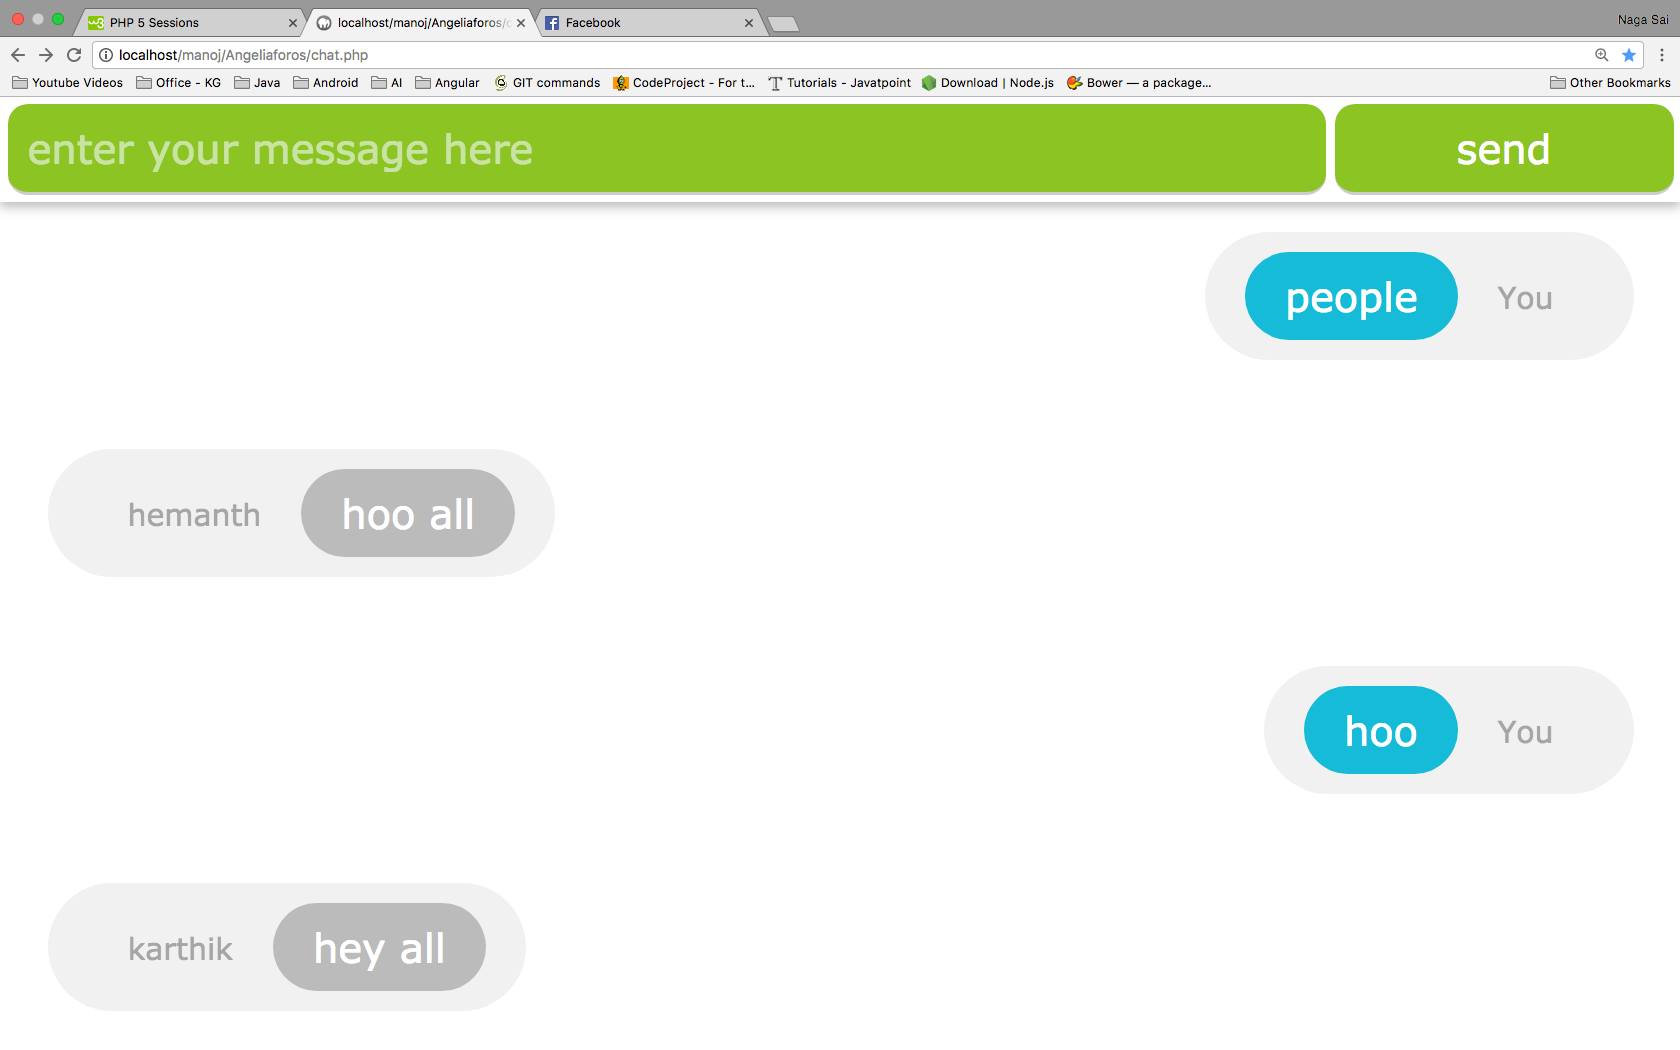 PHP 5 Sessions
localhost/manoj/Angeliaforos/c
Facebook
Naga Sai
localhost/manoj/Angeliaforos/chat.php
Youtube Videos Office - KG Java Android AI Angular GIT commands CodeProject - For t... Tutorials - Javatpoint Download | Node.js Bower — a package... Other Bookmarks
enter your message here send
people You
hemanth hoo all
hoo You
karthik hey all